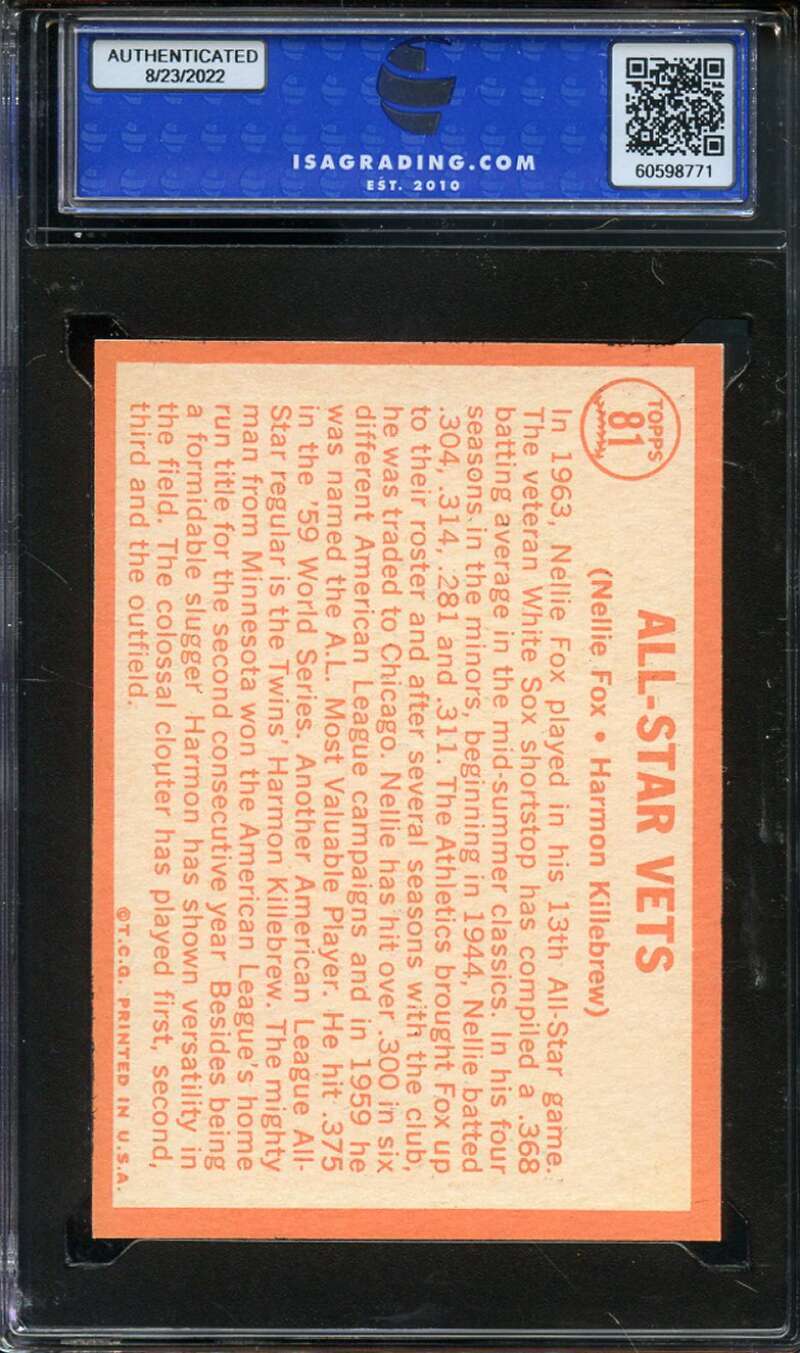 AUTHENTICATED
8/23/2022
ISAGRADING.COM
EST. 2010
60598771
TOPPS
81
ALL-STAR VETS
(Nellie Fox • Harmon Killebrew)
In 1963, Nellie Fox played in his 13th All-Star game.
The veteran White Sox shortstop has compiled a .368
batting average in the mid-summer classics. In his four
seasons in the minors, beginning in 1944, Nellie batted
.304, .314, .281 and .311. The Athletics brought Fox up
to their roster and after several seasons with the club,
he was traded to Chicago. Nellie has hit over .300 in six
different American League campaigns and in 1959 he
was named the A.L. Most Valuable Player. He hit .375
in the '59 World Series. Another American League All-
Star regular is the Twins' Harmon Killebrew. The mighty
man from Minnesota won the American League's home
run title for the second consecutive year Besides being
a formidable slugger Harmon has shown versatility in
the field. The colossal clouter has played first, second,
third and the outfield.
©T.C.G. PRINTED IN U.S.A.